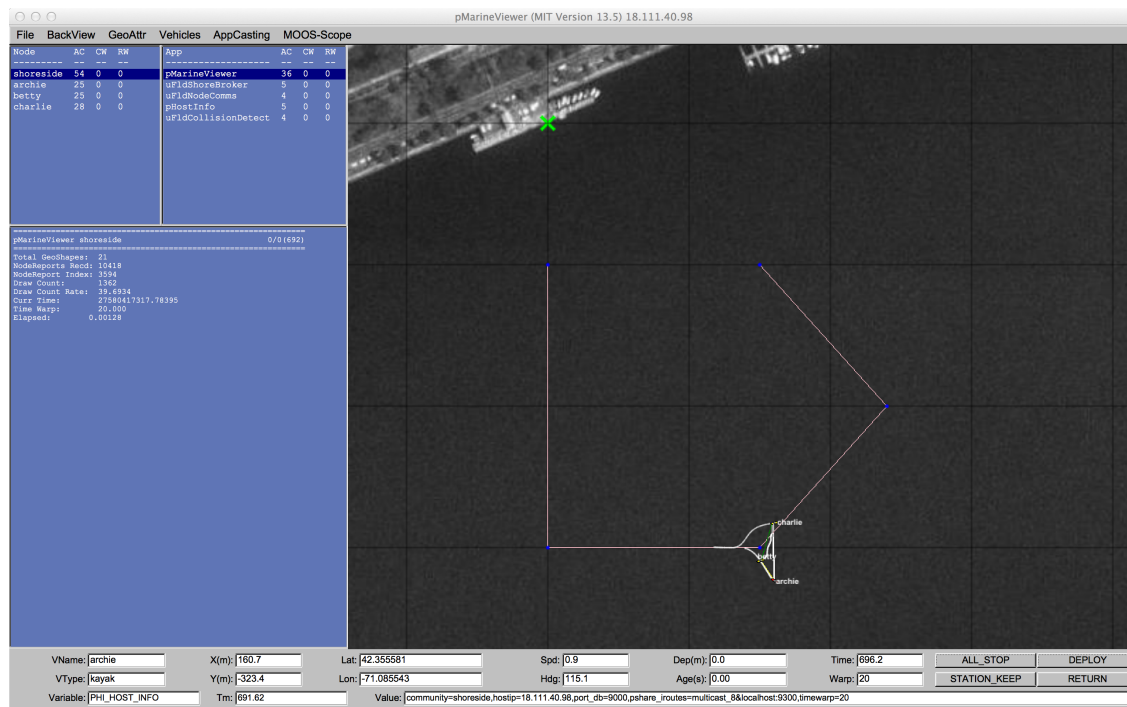 pMarineViewer (MIT Version 13.5) 18.111.40.98
File BackView GeoAttr Vehicles AppCasting MOOS-Scope
Node AC CW RW App AC CW RW
--------- -- -- -- ------------------- -- -- --
shoreside 54 0 0 pMarineViewer 36 0 0
archie 25 0 0 uFldShoreBroker 5 0 0
betty 25 0 0 uFldNodeComms 4 0 0
charlie 28 0 0 pHostInfo 5 0 0
uFldCollisionDetect 4 0 0
pMarineViewer shoreside 0/0(692)
Total GeoShapes: 21
NodeReports Recd: 10418
NodeReport Index: 3594
Draw Count: 1362
Draw Count Rate: 39.6934
Curr Time: 27580417317.78395
Time Warp: 20.000
Elapsed: 0.00128
charlie
betty
archie
VName: archie X(m): 160.7 Lat: 42.355581 Spd: 0.9 Dep(m): 0.0 Time: 696.2 ALL_STOP DEPLOY
VType: kayak Y(m): -323.4 Lon: -71.085543 Hdg: 115.1 Age(s): 0.00 Warp: 20 STATION_KEEP RETURN
Variable: PHI_HOST_INFO Tm: 691.62 Value: community=shoreside,hostip=18.111.40.98,port_db=9000,pshare_iroutes=multicast_8&localhost:9300,timewarp=20